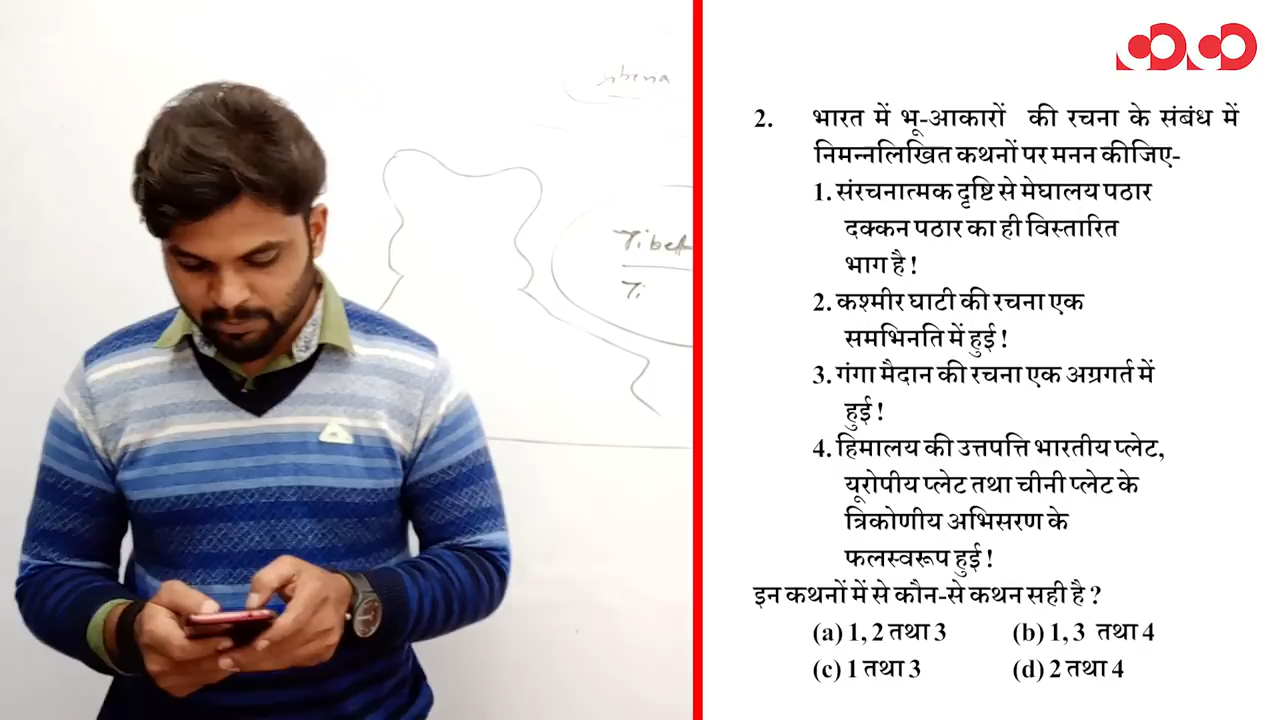 Tibet
Ti
2. भारत में भू-आकारों की रचना के संबंध में
निमन्नलिखित कथनों पर मनन कीजिए-
1. संरचनात्मक दृष्टि से मेघालय पठार
दक्कन पठार का ही विस्तारित
भाग है !
2. कश्मीर घाटी की रचना एक
समभिनति में हुई !
3. गंगा मैदान की रचना एक अग्रगर्त में
हुई !
4. हिमालय की उत्तपत्ति भारतीय प्लेट,
यूरोपीय प्लेट तथा चीनी प्लेट के
त्रिकोणीय अभिसरण के
फलस्वरूप हुई !
इन कथनों में से कौन-से कथन सही है ?
(a) 1, 2 तथा 3 (b) 1, 3 तथा 4
(c) 1 तथा 3 (d) 2 तथा 4